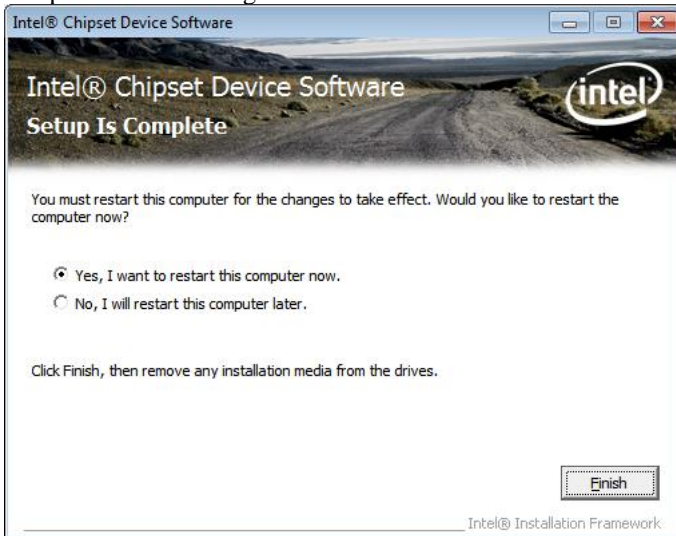 Intel® Chipset Device Software
Intel® Chipset Device Software
intel
Setup Is Complete
You must restart this computer for the changes to take effect. Would you like to restart the
computer now?
Yes, I want to restart this computer now.
No, I will restart this computer later.
Click Finish, then remove any installation media from the drives.
Finish
Intel® Installation Framework